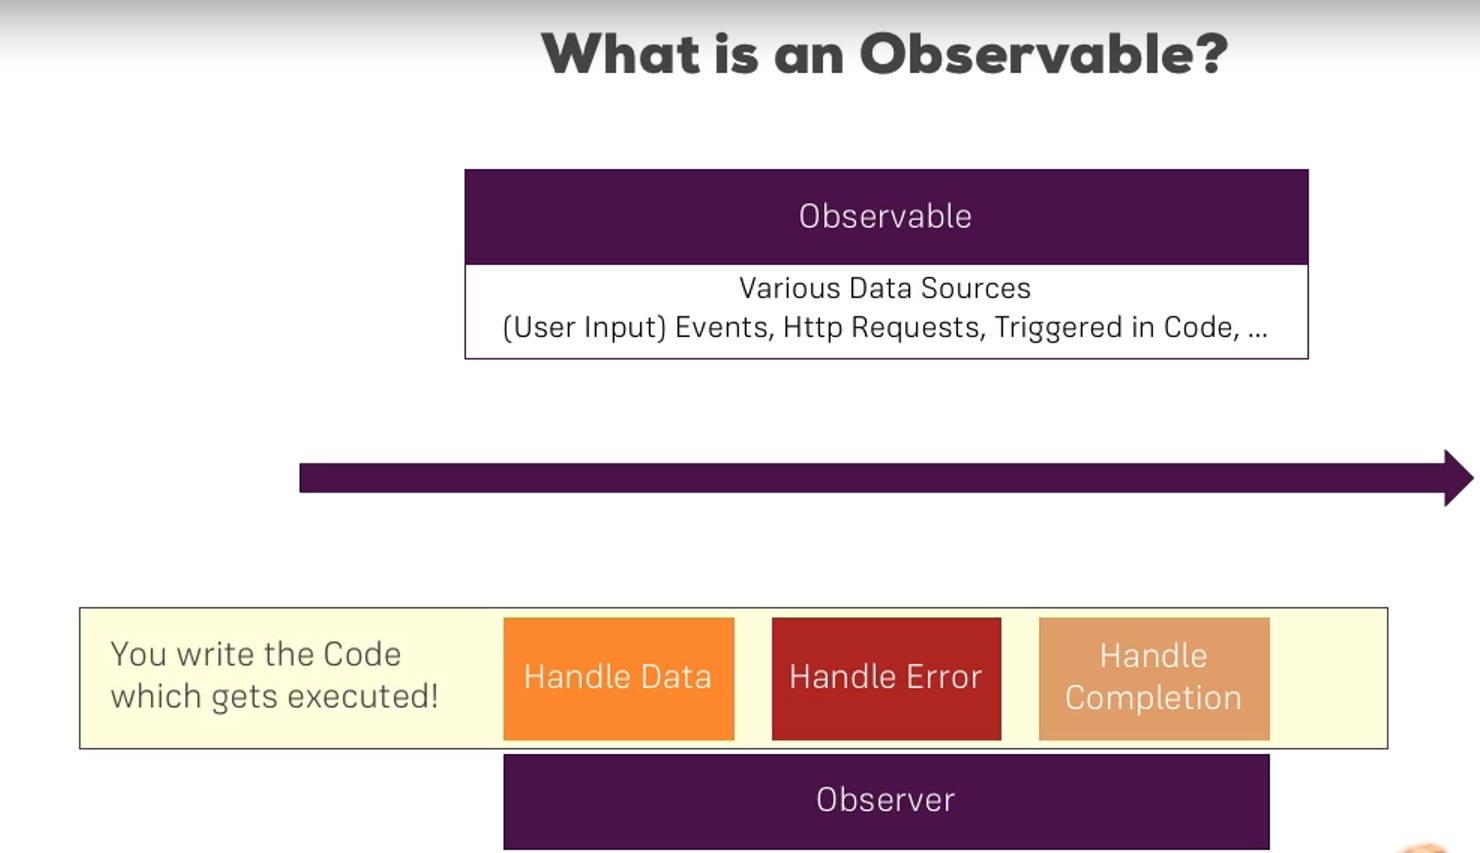 What is an Observable?
Observable
Various Data Sources
(User Input) Events, Http Requests, Triggered in Code, ...
You write the Code
which gets executed!
Handle Data
Handle Error
Handle
Completion
Observer